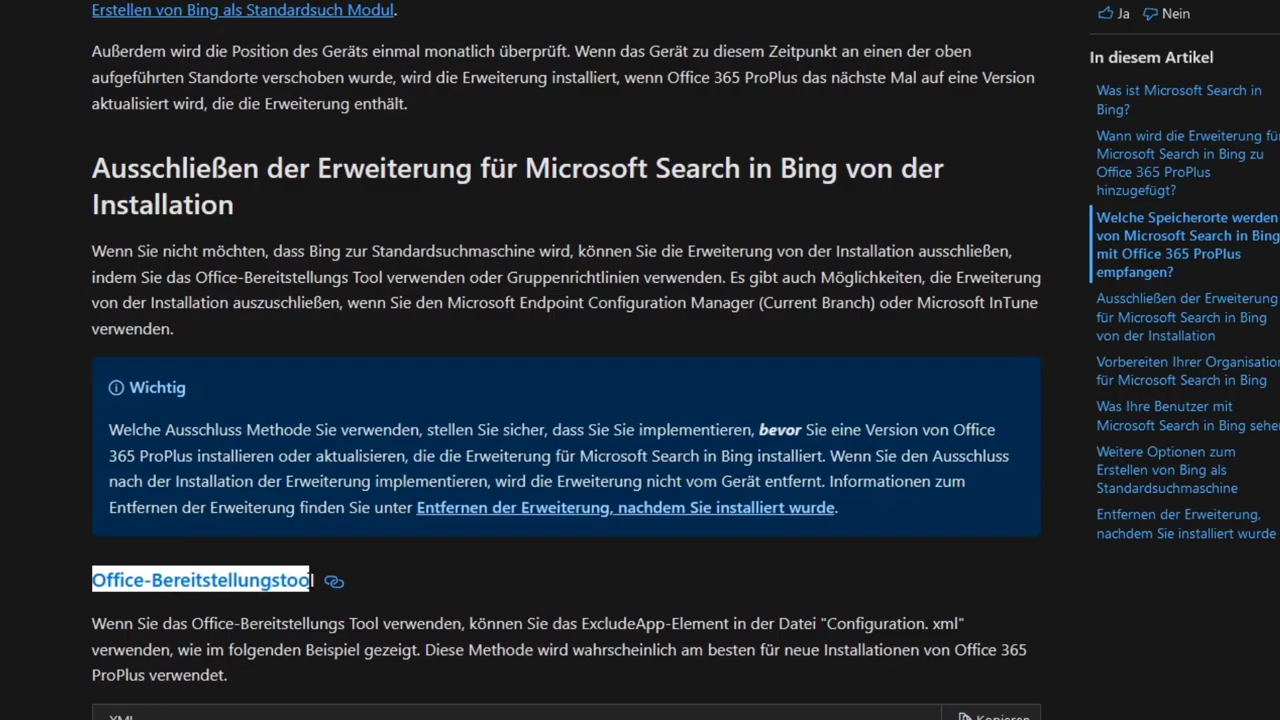 Erstellen von Bing als Standardsuch Modul.
Außerdem wird die Position des Geräts einmal monatlich überprüft. Wenn das Gerät zu diesem Zeitpunkt an einen der oben
aufgeführten Standorte verschoben wurde, wird die Erweiterung installiert, wenn Office 365 ProPlus das nächste Mal auf eine Version
aktualisiert wird, die die Erweiterung enthält.
Ausschließen der Erweiterung für Microsoft Search in Bing von der
Installation
Wenn Sie nicht möchten, dass Bing zur Standardsuchmaschine wird, können Sie die Erweiterung von der Installation ausschließen,
indem Sie das Office-Bereitstellungs Tool verwenden oder Gruppenrichtlinien verwenden. Es gibt auch Möglichkeiten, die Erweiterung
von der Installation auszuschließen, wenn Sie den Microsoft Endpoint Configuration Manager (Current Branch) oder Microsoft InTune
verwenden.
Wichtig
Welche Ausschluss Methode Sie verwenden, stellen Sie sicher, dass Sie Sie implementieren, bevor Sie eine Version von Office
365 ProPlus installieren oder aktualisieren, die die Erweiterung für Microsoft Search in Bing installiert. Wenn Sie den Ausschluss
nach der Installation der Erweiterung implementieren, wird die Erweiterung nicht vom Gerät entfernt. Informationen zum
Entfernen der Erweiterung finden Sie unter Entfernen der Erweiterung, nachdem Sie installiert wurde.
Office-Bereitstellungstool
Wenn Sie das Office-Bereitstellungs Tool verwenden, können Sie das ExcludeApp-Element in der Datei "Configuration. xml"
verwenden, wie im folgenden Beispiel gezeigt. Diese Methode wird wahrscheinlich am besten für neue Installationen von Office 365
ProPlus verwendet.
XML
Kopieren
Ja Nein
In diesem Artikel
Was ist Microsoft Search in
Bing?
Wann wird die Erweiterung für
Microsoft Search in Bing zu
Office 365 ProPlus
hinzugefügt?
Welche Speicherorte werden
von Microsoft Search in Bing
mit Office 365 ProPlus
empfangen?
Ausschließen der Erweiterung
für Microsoft Search in Bing
von der Installation
Vorbereiten Ihrer Organisation
für Microsoft Search in Bing
Was Ihre Benutzer mit
Microsoft Search in Bing sehen
Weitere Optionen zum
Erstellen von Bing als
Standardsuchmaschine
Entfernen der Erweiterung,
nachdem Sie installiert wurde